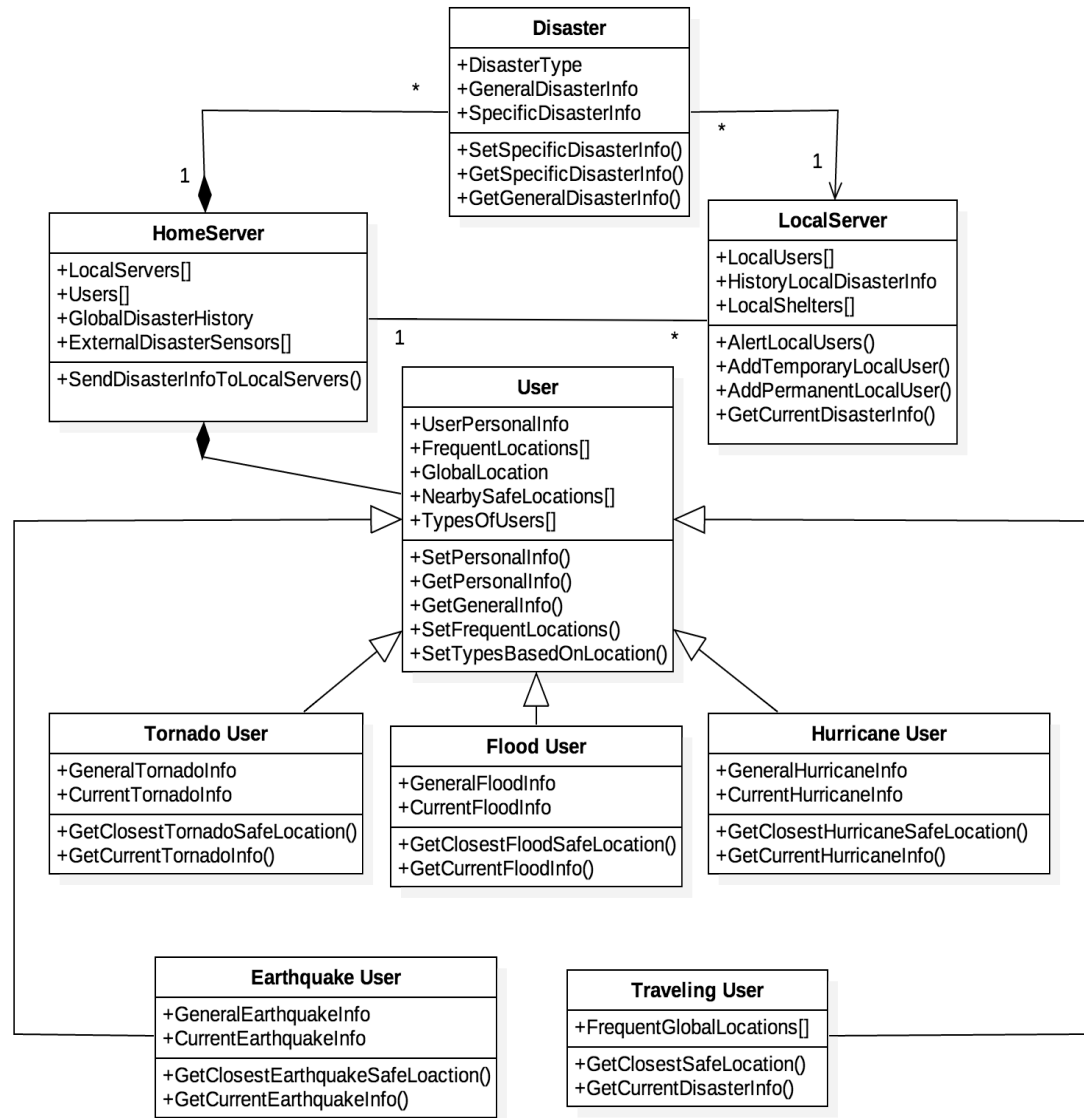 Disaster
+DisasterType
+GeneralDisasterInfo
+SpecificDisasterInfo
+SetSpecificDisasterInfo()
+GetSpecificDisasterInfo()
+GetGeneralDisasterInfo()
*
1
*
1
HomeServer
+LocalServers[]
+Users[]
+GlobalDisasterHistory
+ExternalDisasterSensors[]
+SendDisasterInfoToLocalServers()
LocalServer
+LocalUsers[]
+HistoryLocalDisasterInfo
+LocalShelters[]
+AlertLocalUsers()
+AddTemporaryLocalUser()
+AddPermanentLocalUser()
+GetCurrentDisasterInfo()
1
*
User
+UserPersonalInfo
+FrequentLocations[]
+GlobalLocation
+NearbySafeLocations[]
+TypesOfUsers[]
+SetPersonalInfo()
+GetPersonalInfo()
+GetGeneralInfo()
+SetFrequentLocations()
+SetTypesBasedOnLocation()
Tornado User
+GeneralTornadoInfo
+CurrentTornadoInfo
+GetClosestTornadoSafeLocation()
+GetCurrentTornadoInfo()
Flood User
+GeneralFloodInfo
+CurrentFloodInfo
+GetClosestFloodSafeLocation()
+GetCurrentFloodInfo()
Hurricane User
+GeneralHurricaneInfo
+CurrentHurricaneInfo
+GetClosestHurricaneSafeLocation()
+GetCurrentHurricaneInfo()
Earthquake User
+GeneralEarthquakeInfo
+CurrentEarthquakeInfo
+GetClosestEarthquakeSafeLoaction()
+GetCurrentEarthquakeInfo()
Traveling User
+FrequentGlobalLocations[]
+GetClosestSafeLocation()
+GetCurrentDisasterInfo()